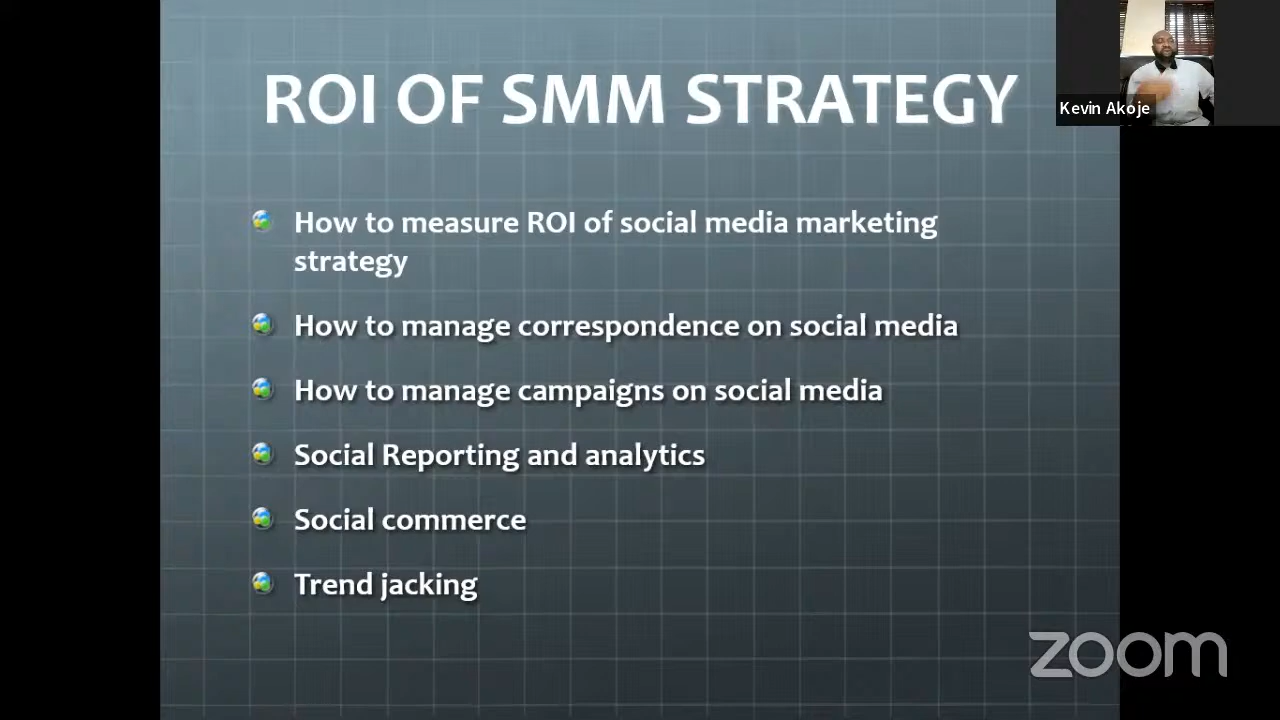 ROI OF SMM STRATEGY
Kevin Akoje
How to measure ROI of social media marketing
strategy
How to manage correspondence on social media
How to manage campaigns on social media
Social Reporting and analytics
Social commerce
Trend jacking
zoom